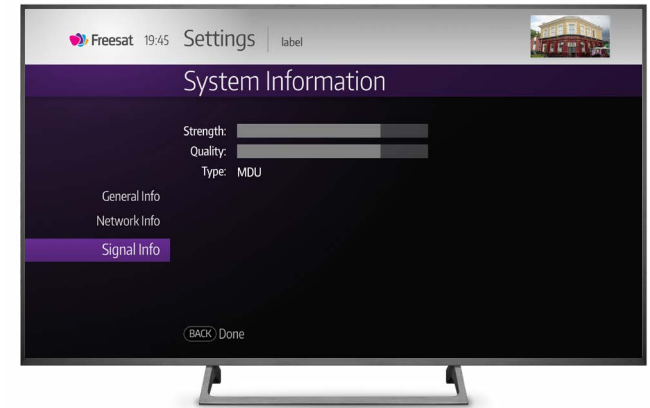 Freesat 19:45 Settings label
System Information
Strength:
Quality:
Type: MDU
General Info
Network Info
Signal Info
BACK Done